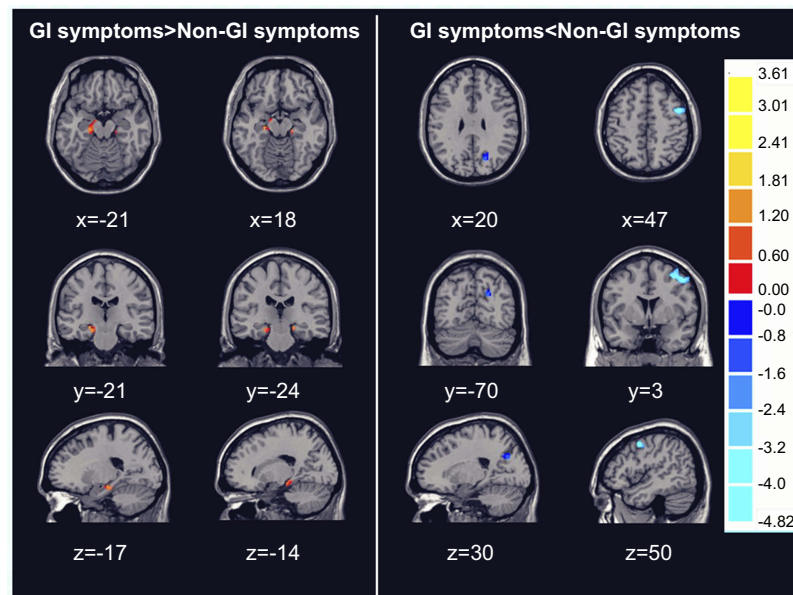 GI symptoms>Non-GI symptoms
GI symptoms<Non-GI symptoms
x=-21
x=18
x=20
x=47
y=-21
y=-24
y=-70
y=3
z=-17
z=-14
z=30
z=50
3.61
3.01
2.41
1.81
1.20
0.60
0.00
-0.0
-0.8
-1.6
-2.4
-3.2
-4.0
-4.82